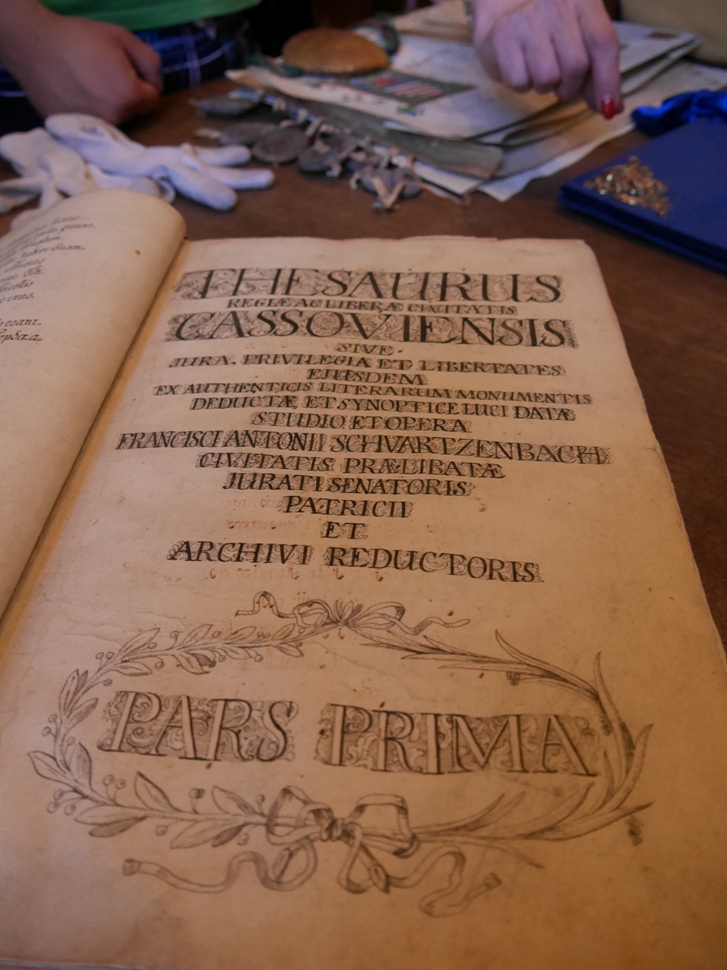 THESAURUS
REGIÆ AC LIBERÆ CIVITATIS
CASSOVIENSIS
SIVE
JURA, PRIVILEGIA ET LIBERTATES
EJUSDEM
EX AUTHENTICIS LITERARUM MONUMENTIS
DEDUCTÆ ET SYNOPTICE LUCI DATÆ
STUDIO ET OPERA
FRANCISCI ANTONII SCHVARTZENBACH
CIVITATIS PRÆLIBATÆ
JURATI SENATORIS
PATRICII
ET
ARCHIVI REDUCTORIS
PARS PRIMA